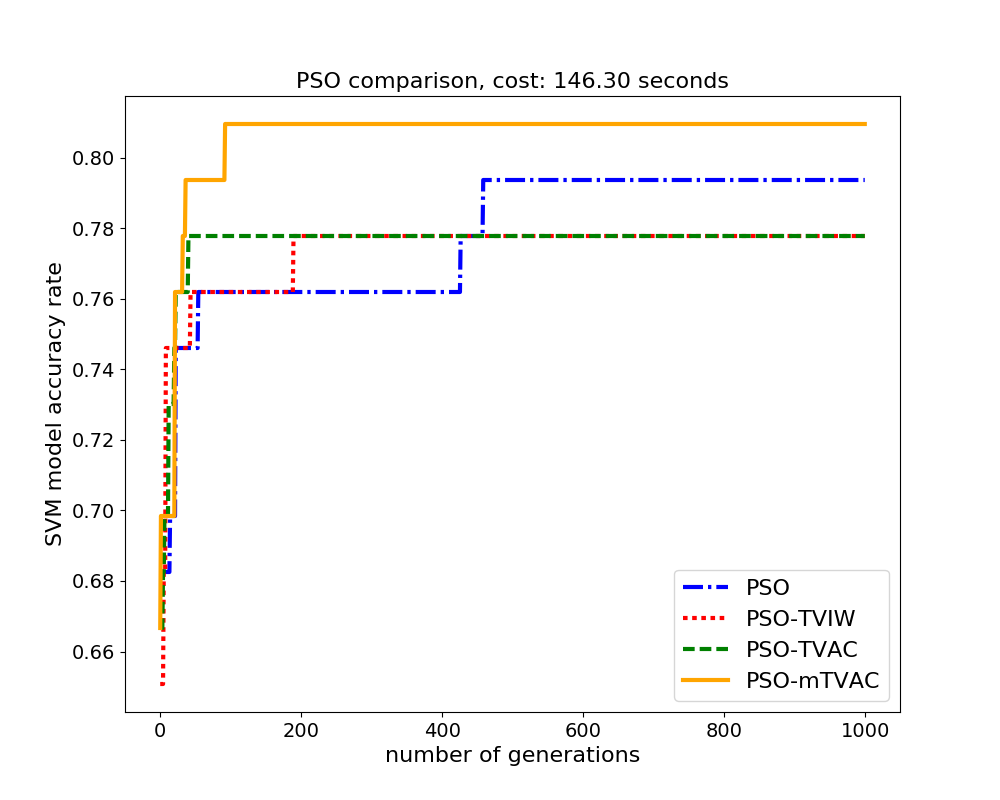 PSO comparison, cost: 146.30 seconds
SVM model accuracy rate
0.80
0.78
0.76
0.74
0.72
0.70
0.68
0.66
0 200 400 600 800 1000
number of generations
PSO
PSO-TVIW
PSO-TVAC
PSO-mTVAC